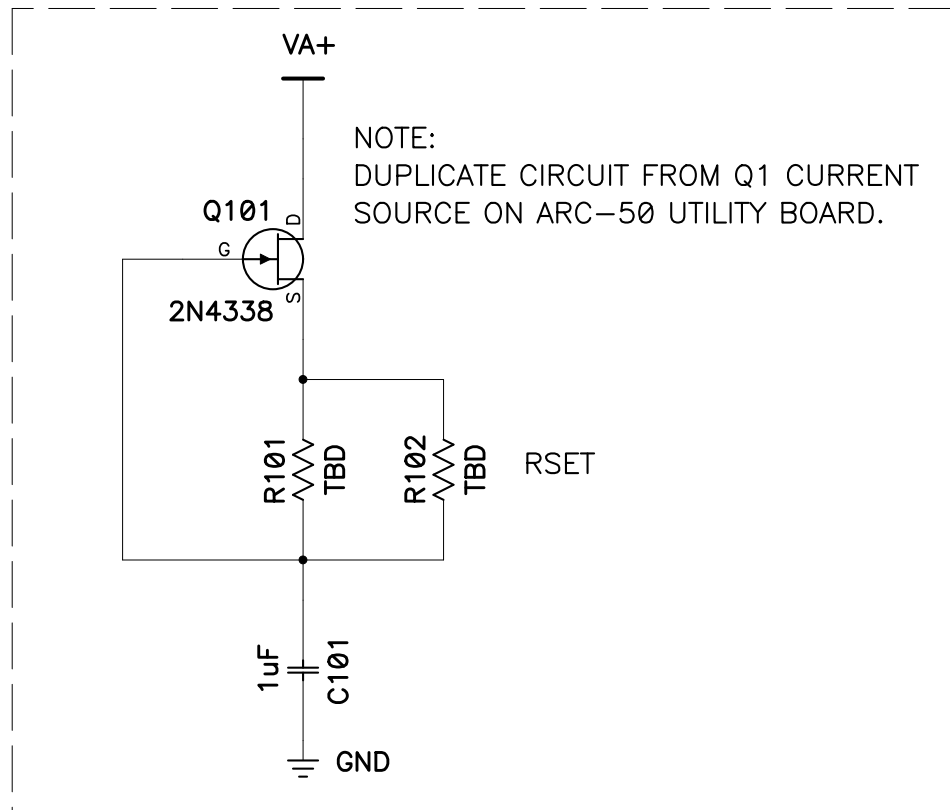 VA+
NOTE:
DUPLICATE CIRCUIT FROM Q1 CURRENT
SOURCE ON ARC-50 UTILITY BOARD.
Q101
D
G
S
2N4338
R101
TBD
R102
TBD
RSET
1uF
C101
GND